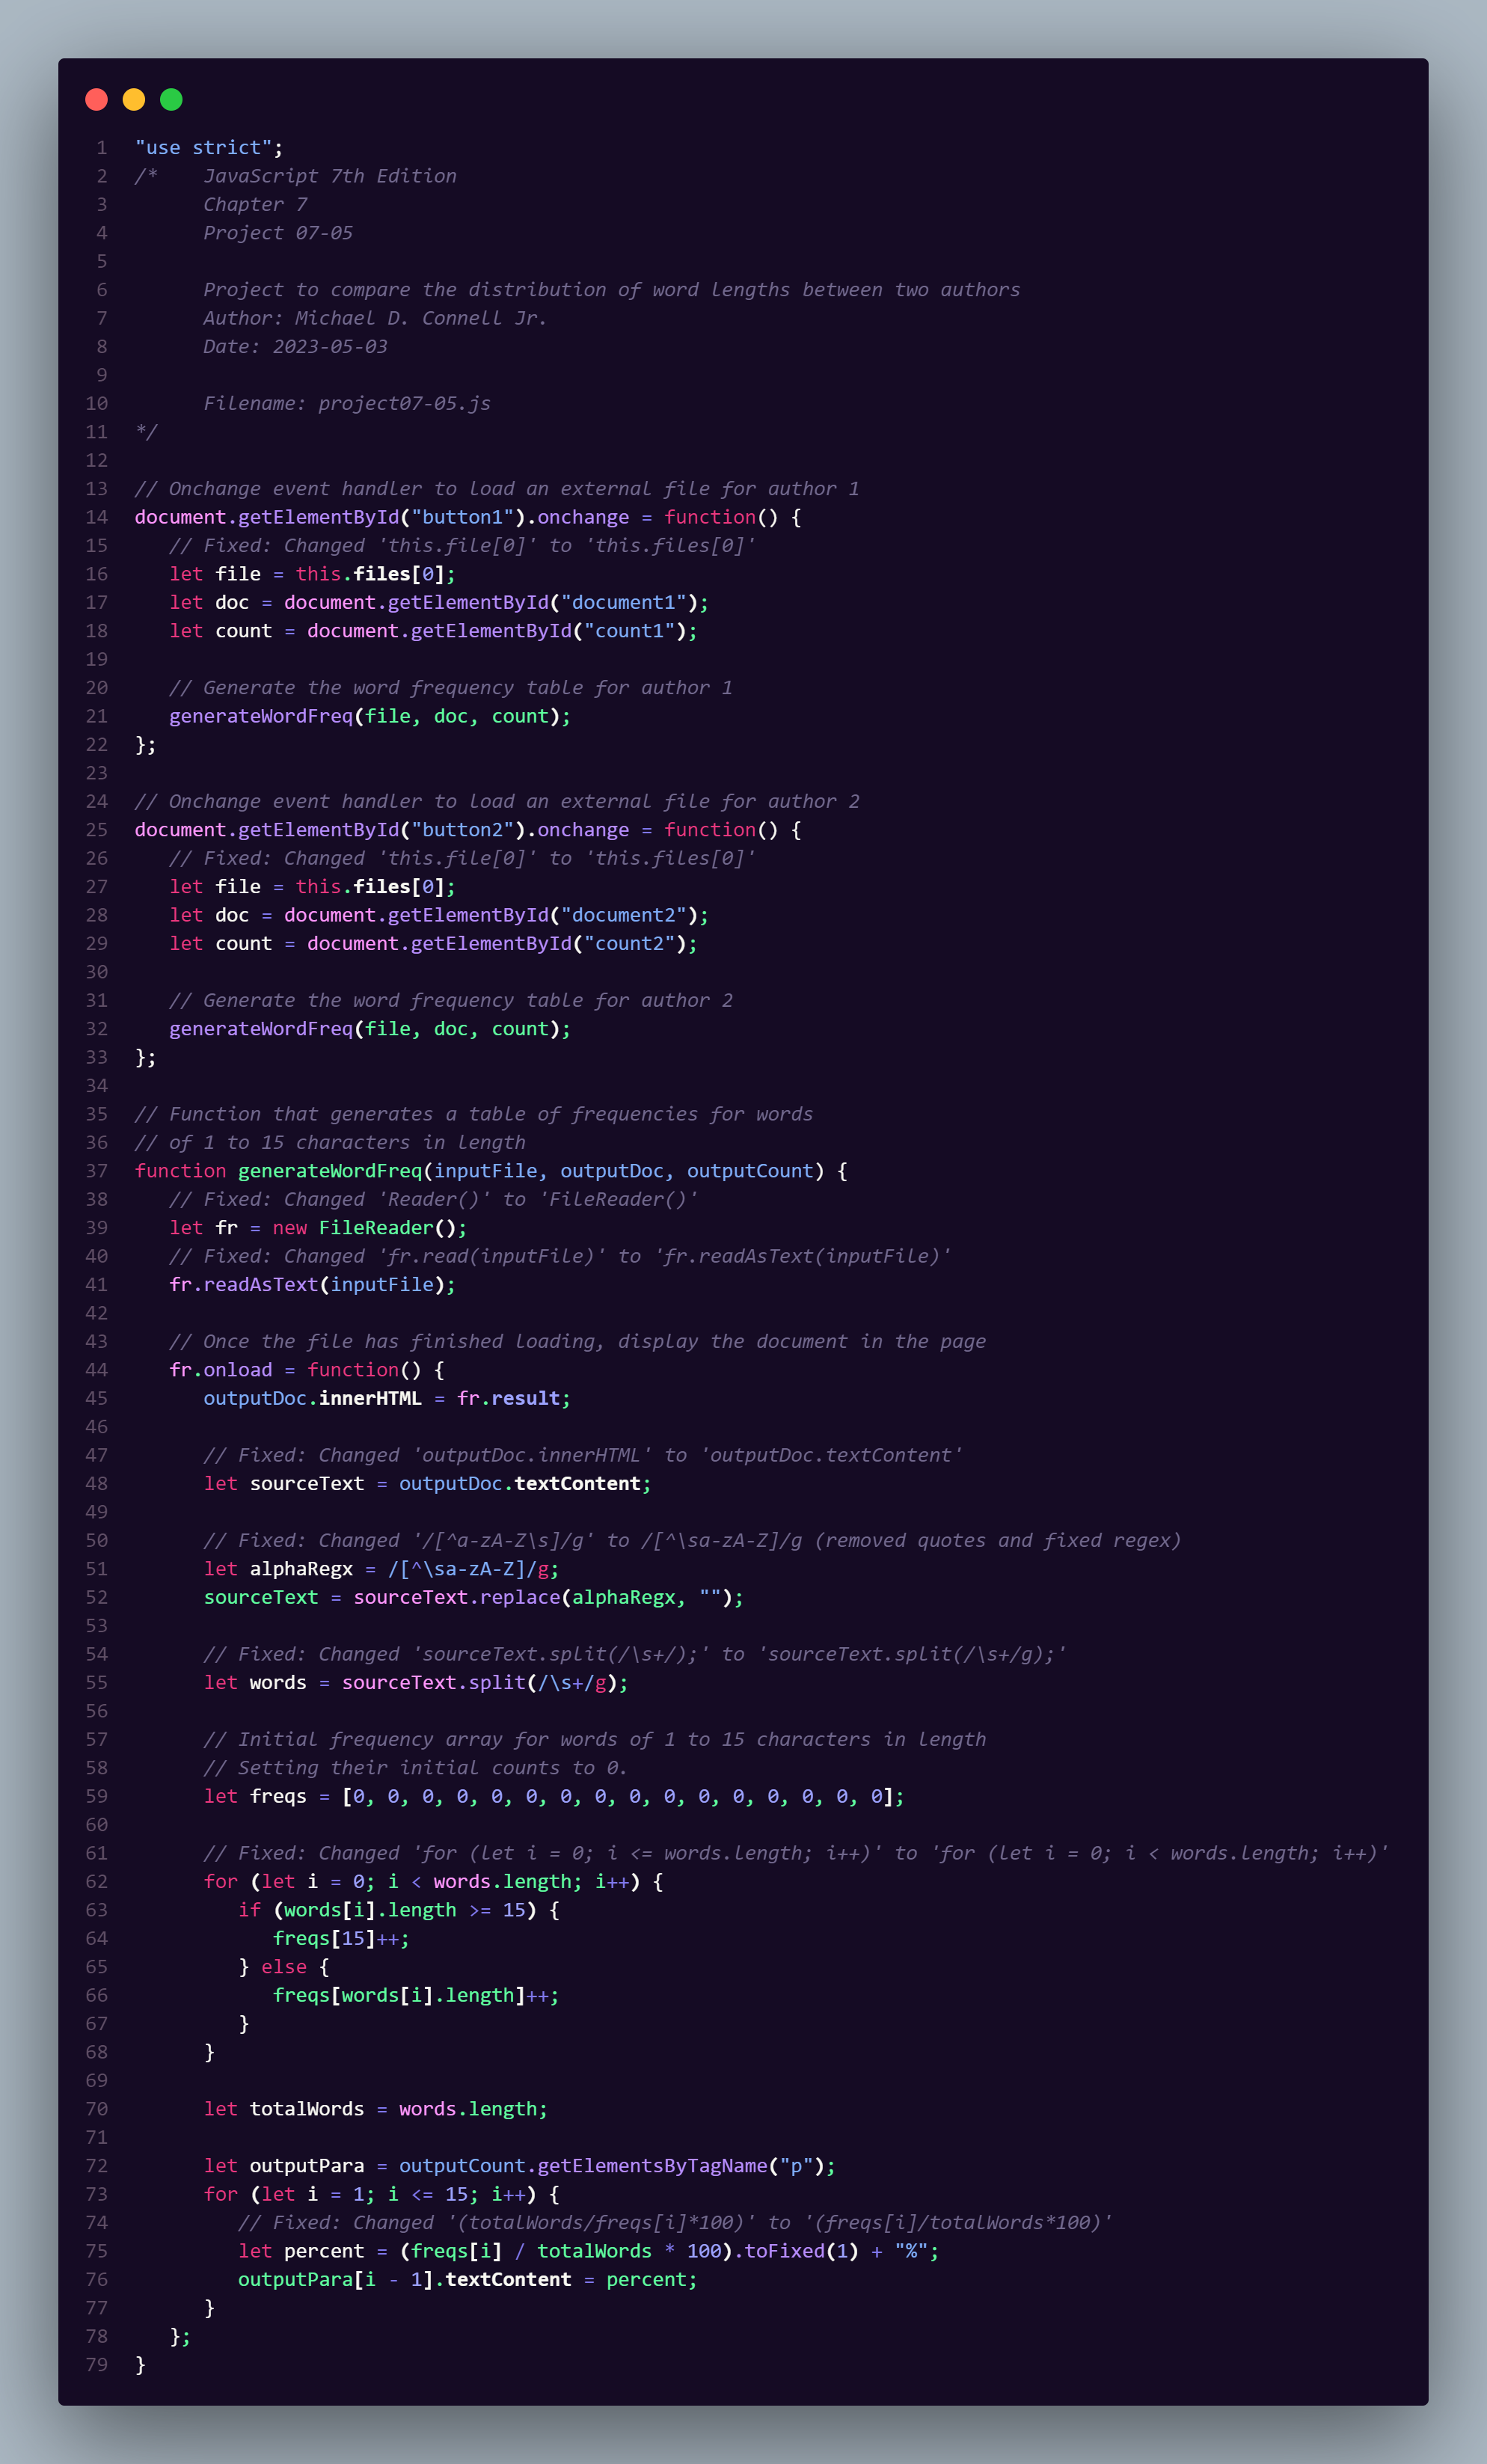 1 "use strict";
2 /*    JavaScript 7th Edition
3       Chapter 7
4       Project 07-05
5
6       Project to compare the distribution of word lengths between two authors
7       Author: Michael D. Connell Jr.
8       Date: 2023-05-03
9
10       Filename: project07-05.js
11 */
12
13 // Onchange event handler to load an external file for author 1
14 document.getElementById("button1").onchange = function() {
15    // Fixed: Changed 'this.file[0]' to 'this.files[0]'
16    let file = this.files[0];
17    let doc = document.getElementById("document1");
18    let count = document.getElementById("count1");
19
20    // Generate the word frequency table for author 1
21    generateWordFreq(file, doc, count);
22 };
23
24 // Onchange event handler to load an external file for author 2
25 document.getElementById("button2").onchange = function() {
26    // Fixed: Changed 'this.file[0]' to 'this.files[0]'
27    let file = this.files[0];
28    let doc = document.getElementById("document2");
29    let count = document.getElementById("count2");
30
31    // Generate the word frequency table for author 2
32    generateWordFreq(file, doc, count);
33 };
34
35 // Function that generates a table of frequencies for words
36 // of 1 to 15 characters in length
37 function generateWordFreq(inputFile, outputDoc, outputCount) {
38    // Fixed: Changed 'Reader()' to 'FileReader()'
39    let fr = new FileReader();
40    // Fixed: Changed 'fr.read(inputFile)' to 'fr.readAsText(inputFile)'
41    fr.readAsText(inputFile);
42
43    // Once the file has finished loading, display the document in the page
44    fr.onload = function() {
45       outputDoc.innerHTML = fr.result;
46
47       // Fixed: Changed 'outputDoc.innerHTML' to 'outputDoc.textContent'
48       let sourceText = outputDoc.textContent;
49
50       // Fixed: Changed '/[^a-zA-Z\s]/g' to /[^\sa-zA-Z]/g (removed quotes and fixed regex)
51       let alphaRegx = /[^\sa-zA-Z]/g;
52       sourceText = sourceText.replace(alphaRegx, "");
53
54       // Fixed: Changed 'sourceText.split(/\s+/);' to 'sourceText.split(/\s+/g);'
55       let words = sourceText.split(/\s+/g);
56
57       // Initial frequency array for words of 1 to 15 characters in length
58       // Setting their initial counts to 0.
59       let freqs = [0, 0, 0, 0, 0, 0, 0, 0, 0, 0, 0, 0, 0, 0, 0, 0];
60
61       // Fixed: Changed 'for (let i = 0; i <= words.length; i++)' to 'for (let i = 0; i < words.length; i++)'
62       for (let i = 0; i < words.length; i++) {
63          if (words[i].length >= 15) {
64             freqs[15]++;
65          } else {
66             freqs[words[i].length]++;
67          }
68       }
69
70       let totalWords = words.length;
71
72       let outputPara = outputCount.getElementsByTagName("p");
73       for (let i = 1; i <= 15; i++) {
74          // Fixed: Changed '(totalWords/freqs[i]*100)' to '(freqs[i]/totalWords*100)'
75          let percent = (freqs[i] / totalWords * 100).toFixed(1) + "%";
76          outputPara[i - 1].textContent = percent;
77       }
78    };
79 }